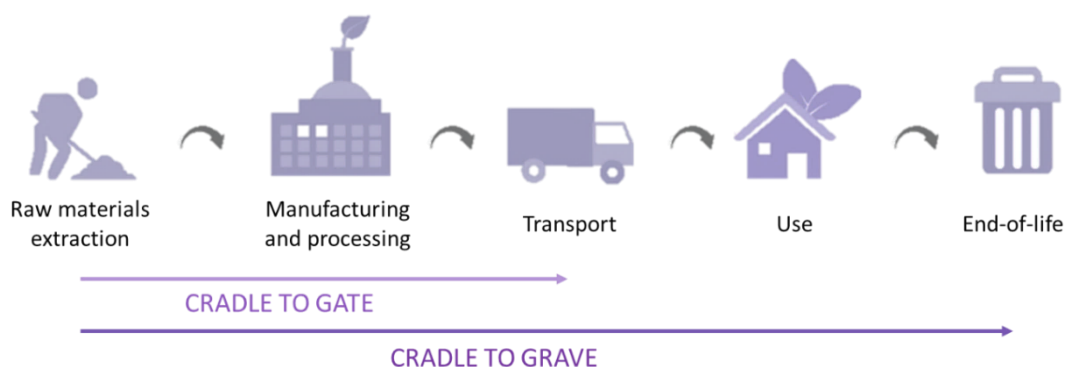 Raw materials
extraction
Manufacturing
and processing
Transport
Use
End-of-life
CRADLE TO GATE
CRADLE TO GRAVE